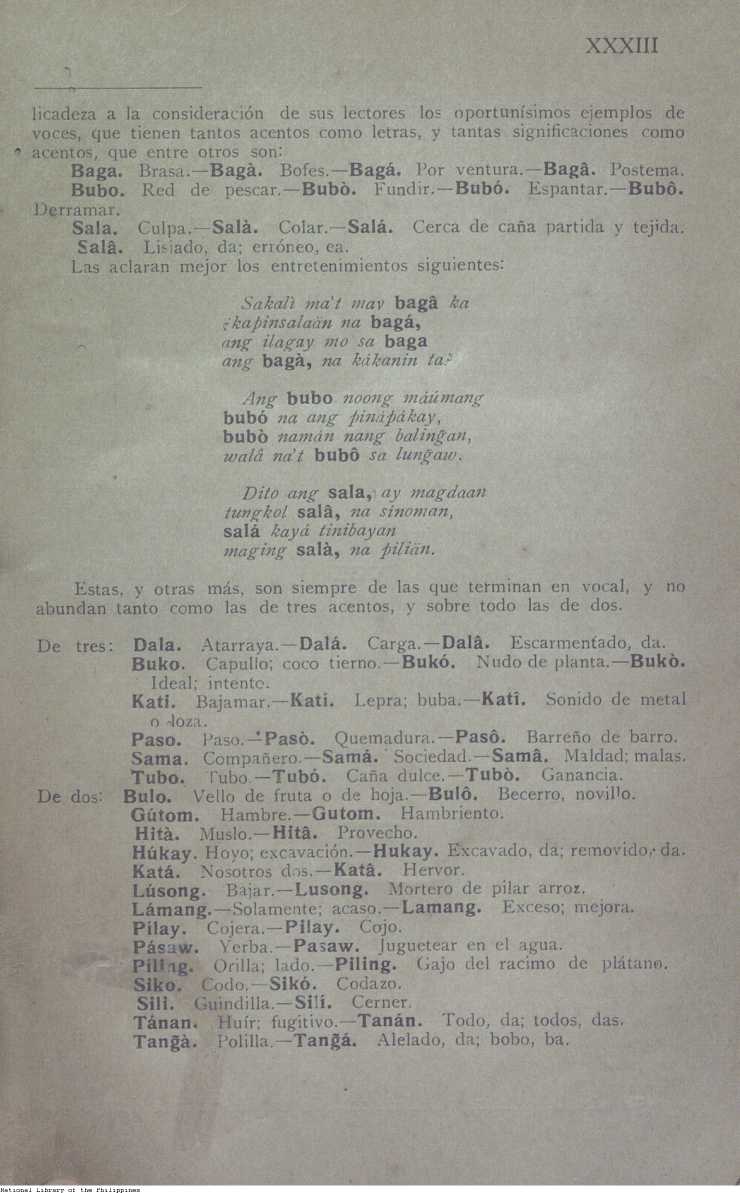 XXXIII
licadeza a la consideración de sus lectores los oportunísimos ejemplos de
voces, que tienen tantos acentos como letras, y tantas significaciones como
acentos, que entre otros son:
Baga. Brasa.—Bagà. Bofes.—Bagá. Por ventura.—Bagâ. Postema.
Bubo. Red de pescar.—Bubò. Fundir.—Bubó. Espantar.—Bubô.
Derramar.
Sala. Culpa.—Salà. Colar.—Salá. Cerca de caña partida y tejida.
Salâ. Lisiado, da; erróneo, ea.
Las aclaran mejor los entretenimientos siguientes:
Sakalì ma't may bagâ ka
¿kapinsalaän na bagá,
ang ilagay mo sa baga
ang bagà, na kákanin ta?
Ang bubo noong máúmang
bubó na ang pinápákay,
bubò namán nang baling̃an,
walâ na't bubô sa lung̃aw.
Dito ang sala, ay magdaan
tungkol salâ, na sinoman,
salá kayá tinibayan
maging salà, na piliän.
Estas, y otras más, son siempre de las que terminan en vocal, y no
abundan tanto como las de tres acentos, y sobre todo las de dos.
De tres: Dala. Atarraya.—Dalá. Carga.—Dalâ. Escarmentado, da.
Buko. Capullo; coco tierno.—Bukó. Nudo de planta.—Bukò.
Ideal; intento.
Kati. Bajamar.—Kati. Lepra; buba.—Katî. Sonido de metal
o loza.
Paso. Paso.—Pasò. Quemadura.—Pasô. Barreño de barro.
Sama. Compañero.—Samá. Sociedad.—Samâ. Maldad; malas.
Tubo. Tubo.—Tubó. Caña dulce.—Tubò. Ganancia.
De dos: Bulo. Vello de fruta o de hoja.—Bulô. Becerro, novillo.
Gútom. Hambre.—Gutom. Hambriento.
Hità. Muslo.—Hitâ. Provecho.
Húkay. Hoyo; excavación.—Hukay. Excavado, da; removido, da.
Katá. Nosotros dos.—Katâ. Hervor.
Lúsong. Bajar.—Lusong. Mortero de pilar arroz.
Lámang.—Solamente; acaso.—Lamang. Exceso; mejora.
Pílay. Cojera.—Pilay. Cojo.
Pásaw. Yerba.—Pasaw. Juguetear en el agua.
Píling. Orilla; lado.—Piling. Gajo del racimo de plátano.
Siko. Codo.—Sikó. Codazo.
Sili. Guindilla.—Silí. Cerner.
Tánan. Huír; fugitivo.—Tanán. Todo, da; todos, das.
Tang̃à. Polilla.—Tang̃á. Alelado, da; bobo, ba.
National Library of the Philippines